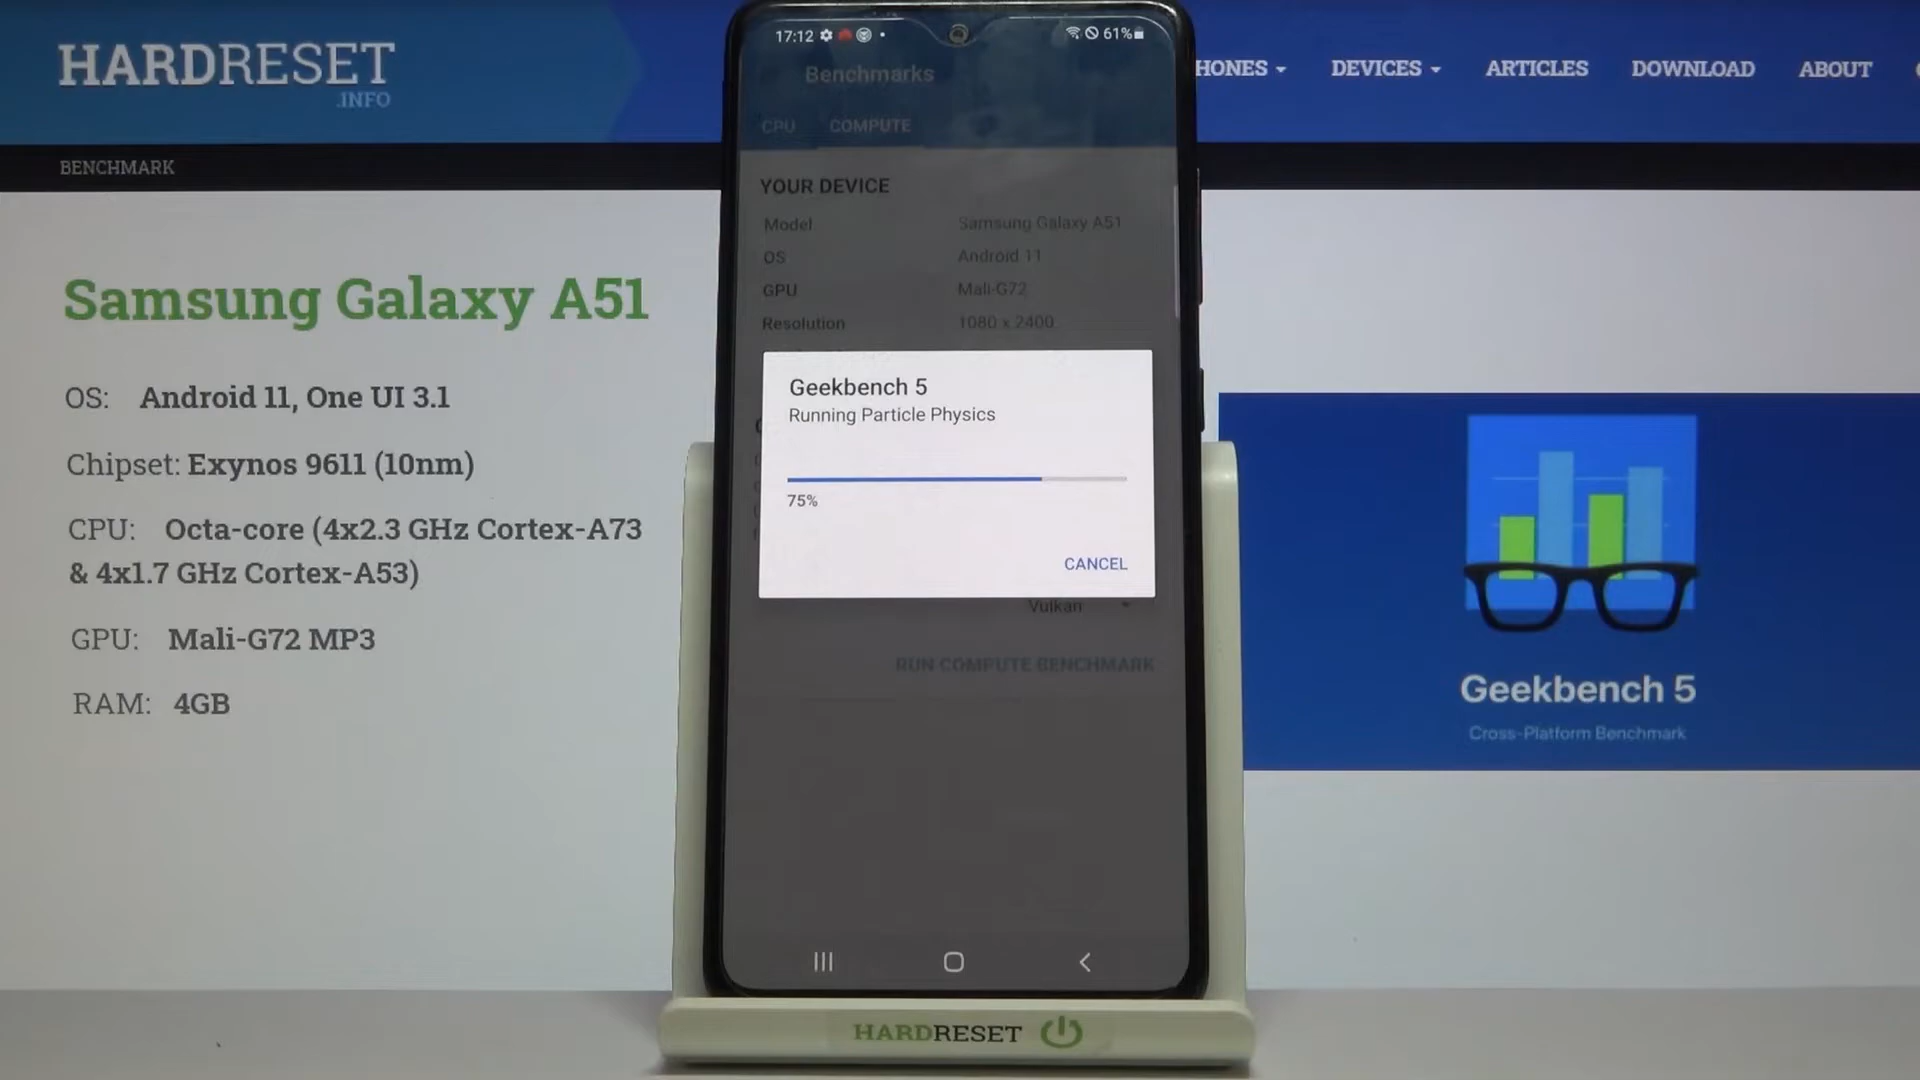 HARDRESET
.INFO
HONES
DEVICES
ARTICLES
DOWNLOAD
ABOUT
BENCHMARK
Samsung Galaxy A51
OS: Android 11, One UI 3.1
Chipset: Exynos 9611 (10nm)
CPU: Octa-core (4x2.3 GHz Cortex-A73
& 4x1.7 GHz Cortex-A53)
GPU: Mali-G72 MP3
RAM: 4GB
17:12
61%
Benchmarks
CPU COMPUTE
YOUR DEVICE
Model Samsung Galaxy A51
OS Android 11
GPU Mali-G72
Resolution 1080 x 2400
Geekbench 5
Running Particle Physics
75%
CANCEL
Vulkan
RUN COMPUTE BENCHMARK
Geekbench 5
Cross-Platform Benchmark
HARDRESET